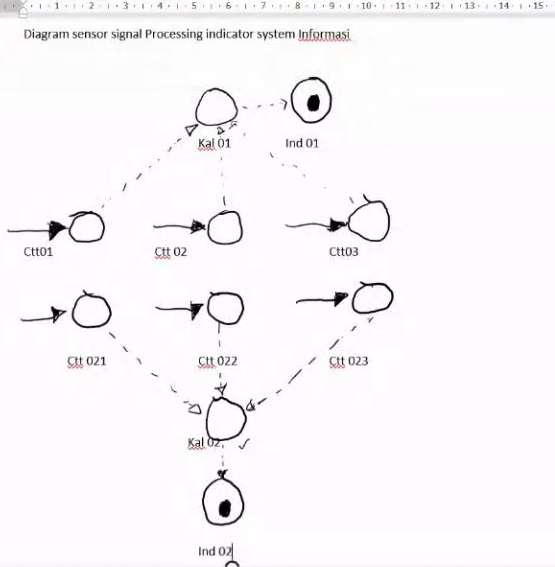 1 2 3 4 5 6 7 8 9 10 11 12 13 14 15
Diagram sensor signal Processing indicator system Informasi
Kal 01 Ind 01
Ctt01 Ctt 02 Ctt03
Ctt 021 Ctt 022 Ctt 023
Kal 02,
Ind 02